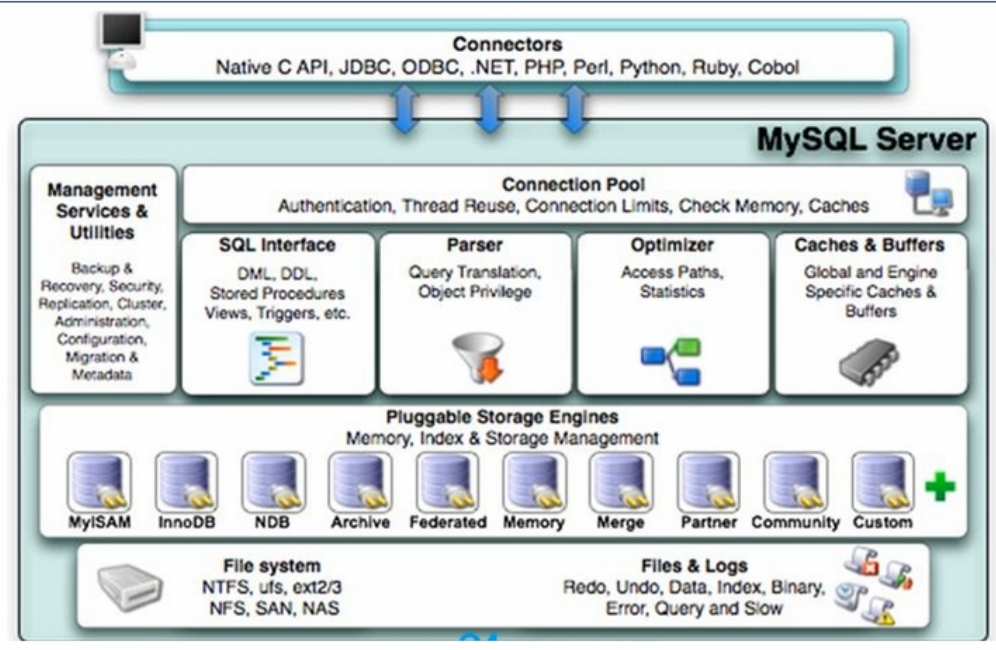 Connectors
Native C API, JDBC, ODBC, .NET, PHP, Perl, Python, Ruby, Cobol
MySQL Server
Management
Services &
Utilities
Backup &
Recovery, Security,
Replication, Cluster,
Administration,
Configuration,
Migration &
Metadata
Connection Pool
Authentication, Thread Reuse, Connection Limits, Check Memory, Caches
SQL Interface
DML, DDL,
Stored Procedures
Views, Triggers, etc.
Parser
Query Translation,
Object Privilege
Optimizer
Access Paths,
Statistics
Caches & Buffers
Global and Engine
Specific Caches &
Buffers
Pluggable Storage Engines
Memory, Index & Storage Management
MyISAM
InnoDB
NDB
Archive
Federated
Memory
Merge
Partner
Community
Custom
File system
NTFS, ufs, ext2/3
NFS, SAN, NAS
Files & Logs
Redo, Undo, Data, Index, Binary,
Error, Query and Slow